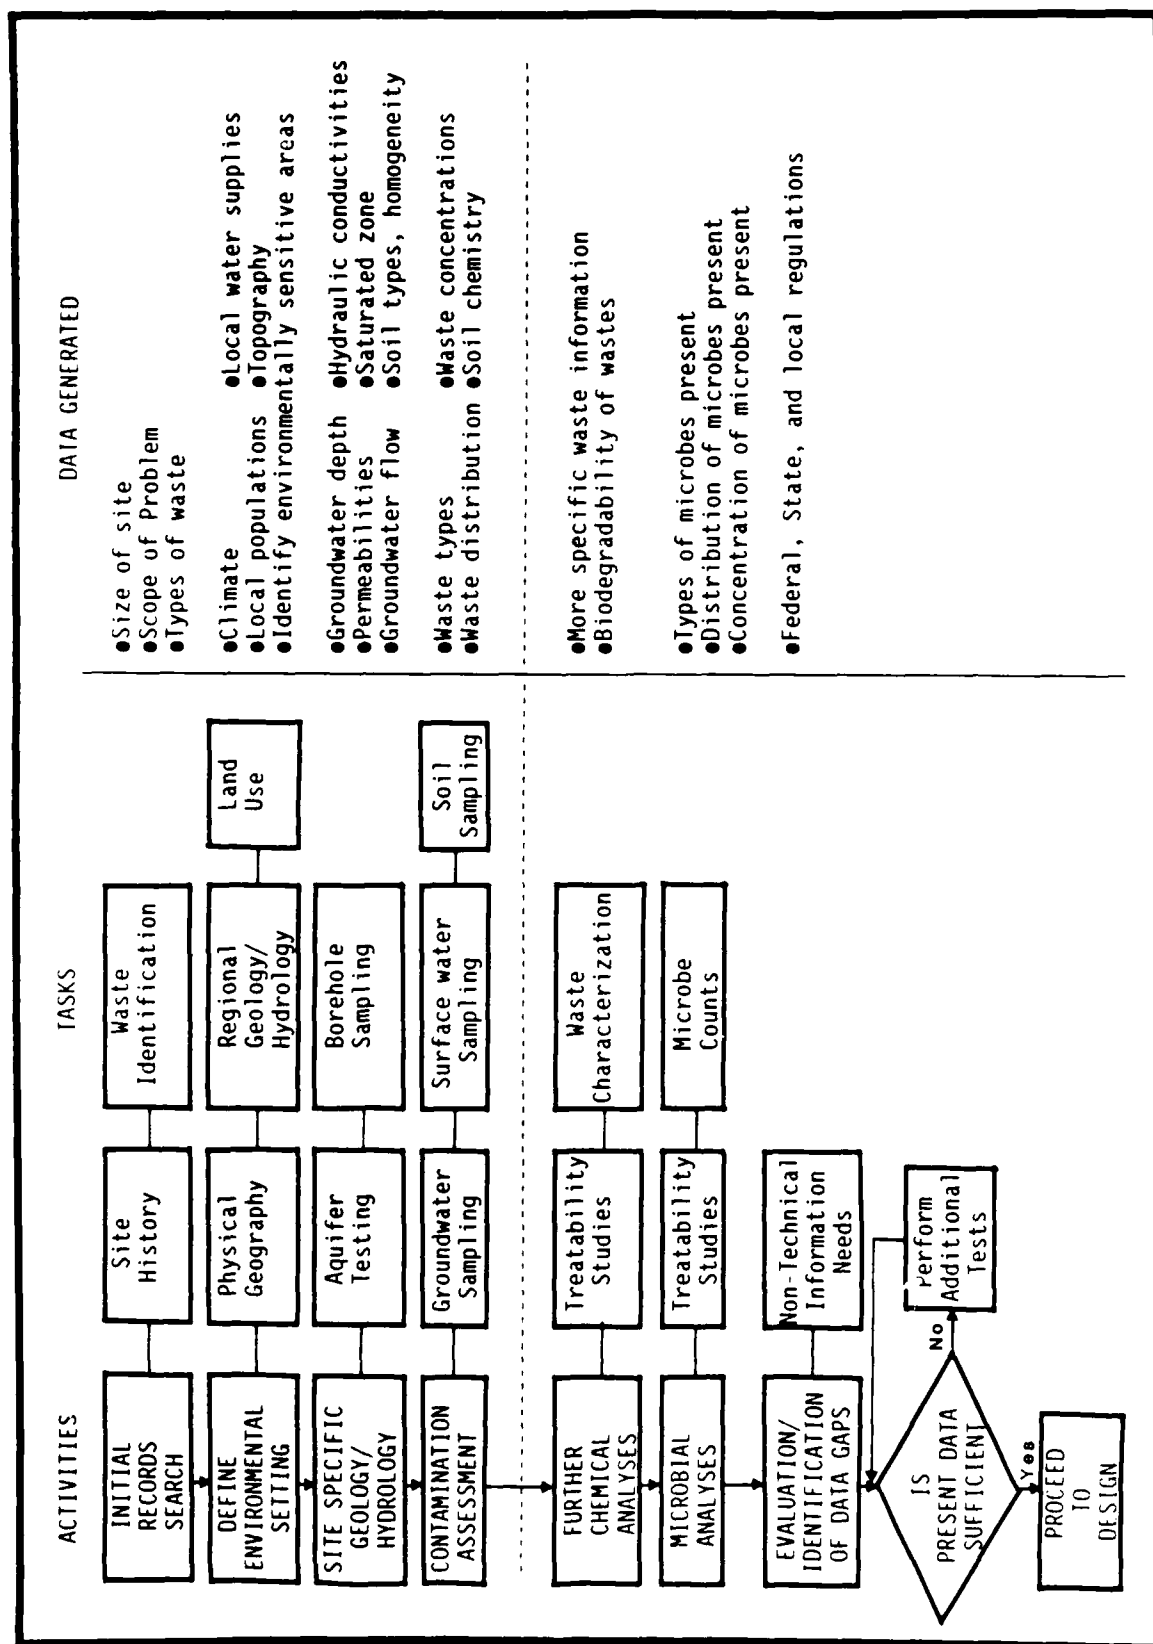 ACTIVITIES
TASKS
DATA GENERATED
INITIAL
RECORDS
SEARCH
Site
History
Waste
Identification
●Size of site
●Scope of Problem
●Types of waste
DEFINE
ENVIRONMENTAL
SETTING
Physical
Geography
Regional
Geology/
Hydrology
Land
Use
●Climate ●Local water supplies
●Local populations ●Topography
●Identify environmentally sensitive areas
SITE SPECIFIC
GEOLOGY/
HYDROLOGY
Aquifer
Testing
Borehole
Sampling
●Groundwater depth ●Hydraulic conductivities
●Permeabilities ●Saturated zone
●Groundwater flow ●Soil types, homogeneity
CONTAMINATION
ASSESSMENT
Groundwater
Sampling
Surface water
Sampling
Soil
Sampling
●Waste types ●Waste concentrations
●Waste distribution ●Soil chemistry
FURTHER
CHEMICAL
ANALYSES
Treatability
Studies
Waste
Characterization
●More specific waste information
●Biodegradability of wastes
MICROBIAL
ANALYSES
Treatability
Studies
Microbe
Counts
●Types of microbes present
●Distribution of microbes present
●Concentration of microbes present
EVALUATION/
IDENTIFICATION
OF DATA GAPS
Non-Technical
Information
Needs
●Federal, State, and local regulations
IS
PRESENT DATA
SUFFICIENT
No
Perform
Additional
Tests
Yes
PROCEED
TO
DESIGN